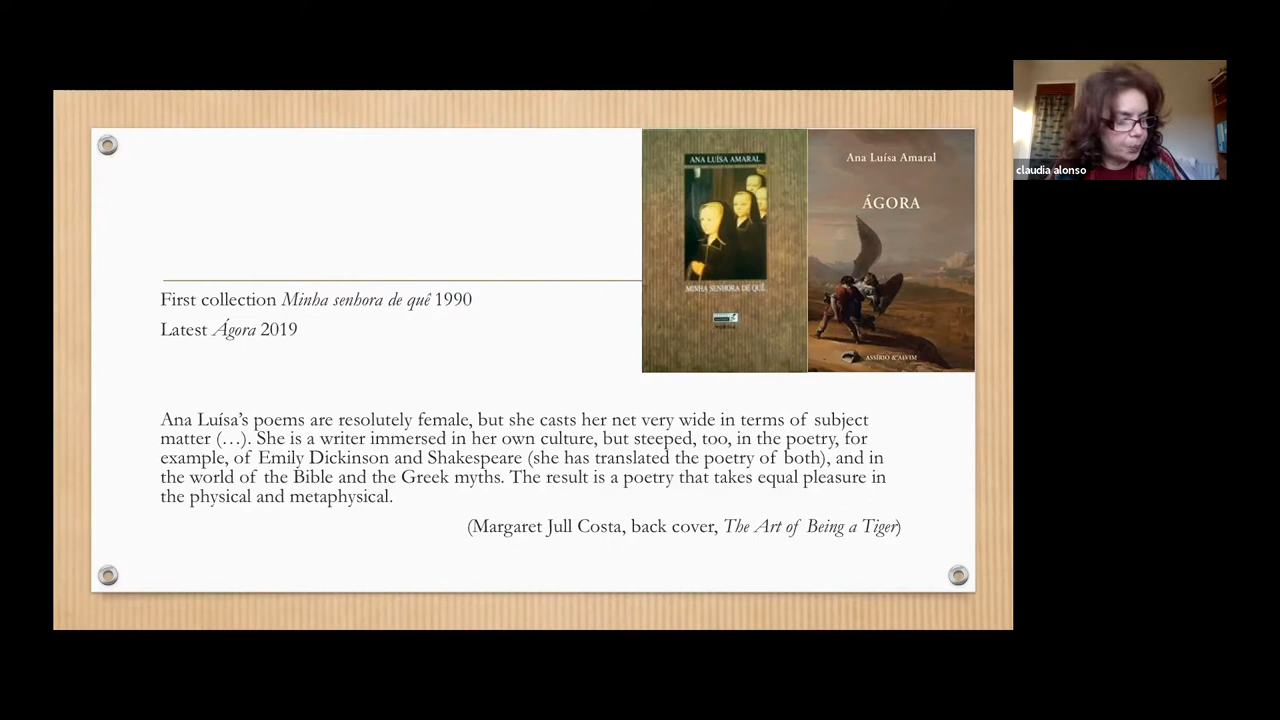 ANA LUÍSA AMARAL
MINHA SENHORA DE QUÊ
Ana Luísa Amaral
ÁGORA
ASSÍRIO & ALVIM
claudia alonso
First collection Minha senhora de quê 1990
Latest Ágora 2019
Ana Luísa’s poems are resolutely female, but she casts her net very wide in terms of subject
matter (…). She is a writer immersed in her own culture, but steeped, too, in the poetry, for
example, of Emily Dickinson and Shakespeare (she has translated the poetry of both), and in
the world of the Bible and the Greek myths. The result is a poetry that takes equal pleasure in
the physical and metaphysical.
(Margaret Jull Costa, back cover, The Art of Being a Tiger)